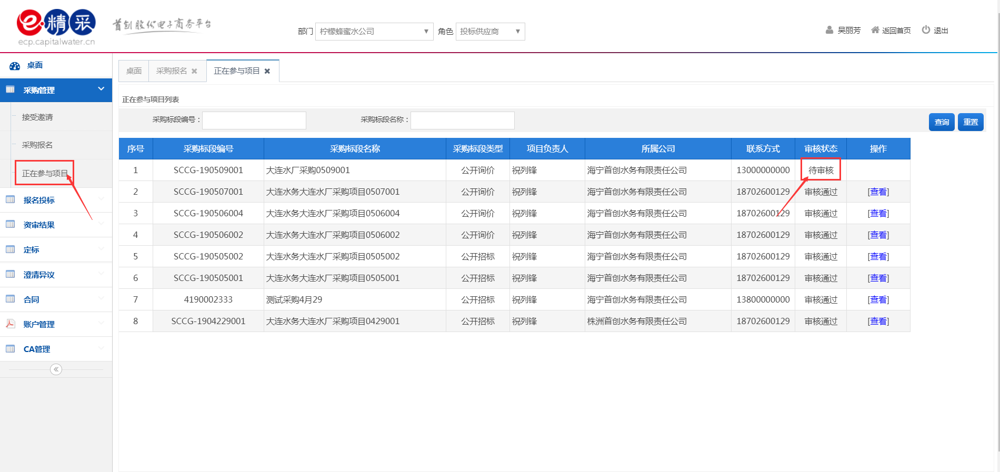 e精采
ecp.capitalwater.cn
首创股份电子商务平台
部门 柠檬蜂蜜水公司 ▼ 角色 投标供应商 ▼
吴丽芳 返回首页 退出
桌面
采购管理
接受邀请
采购报名
正在参与项目
报名投标
资审结果
定标
澄清异议
合同
账户管理
CA管理
桌面 采购报名 ✖ 正在参与项目 ✖
正在参与项目列表
采购标段编号: 采购标段名称: 查询 重置
序号 采购标段编号 采购标段名称 采购标段类型 项目负责人 所属公司 联系方式 审核状态 操作
1 SCCG-190509001 大连水厂采购0509001 公开询价 祝列锋 海宁首创水务有限责任公司 13000000000 待审核
2 SCCG-190507001 大连水务大连水厂采购项目0507001 公开询价 祝列锋 海宁首创水务有限责任公司 18702600129 审核通过 [查看]
3 SCCG-190506004 大连水务大连水厂采购项目0506004 公开询价 祝列锋 海宁首创水务有限责任公司 18702600129 审核通过 [查看]
4 SCCG-190506002 大连水务大连水厂采购项目0506002 公开询价 祝列锋 海宁首创水务有限责任公司 18702600129 审核通过 [查看]
5 SCCG-190505002 大连水务大连水厂采购项目0505002 公开招标 祝列锋 海宁首创水务有限责任公司 18702600129 审核通过 [查看]
6 SCCG-190505001 大连水务大连水厂采购项目0505001 公开招标 祝列锋 海宁首创水务有限责任公司 18702600129 审核通过 [查看]
7 4190002333 测试采购4月29 公开招标 祝列锋 海宁首创水务有限责任公司 13800000000 审核通过 [查看]
8 SCCG-1904229001 大连水务大连水厂采购项目0429001 公开招标 祝列锋 株洲首创水务有限责任公司 18702600129 审核通过 [查看]